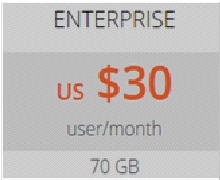 ENTERPRISE
US $30
user/month
70 GB